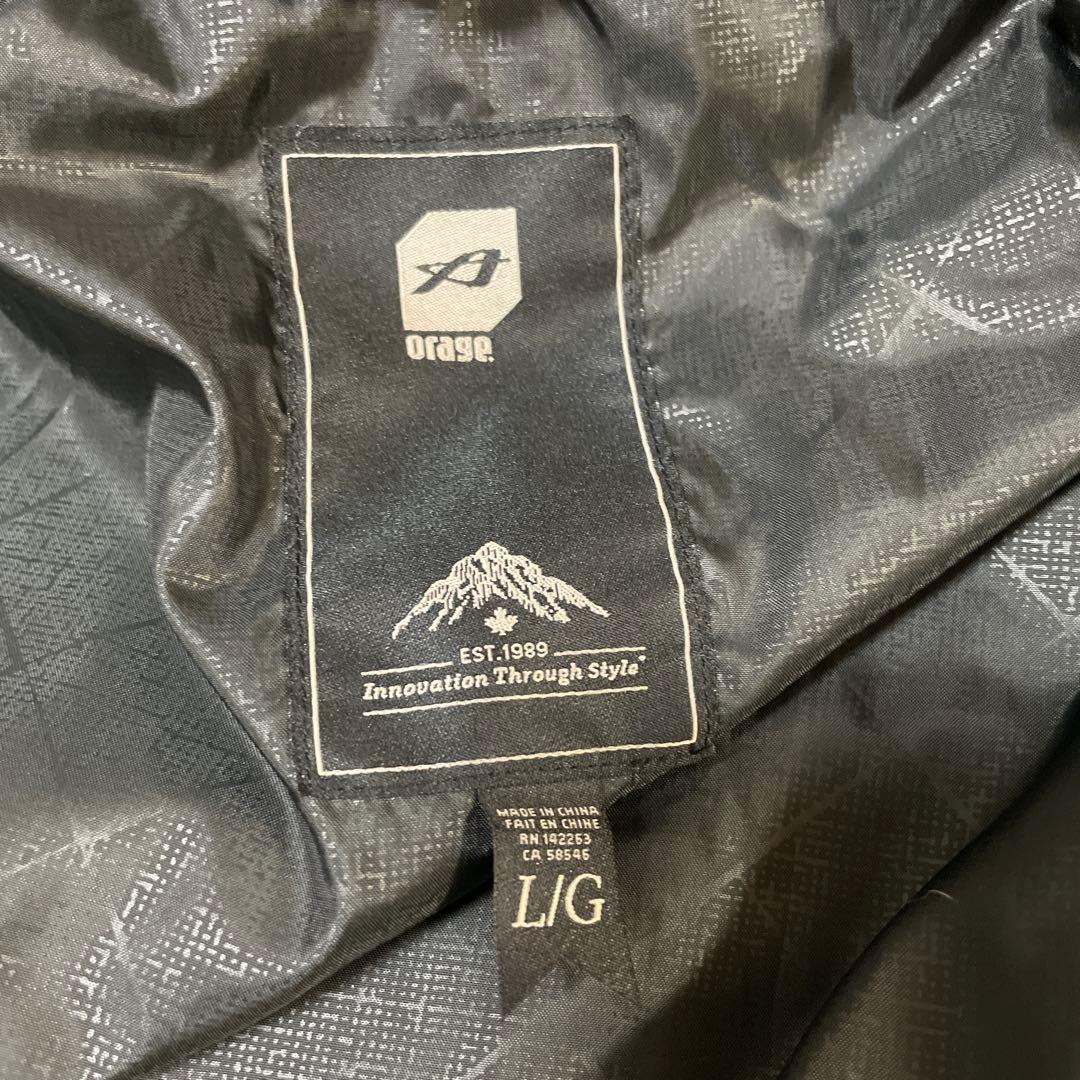 orage.
EST.1989
Innovation Through Style
MADE IN CHINA
FAIT EN CHINE
RN 142263
CA 58546
L/G